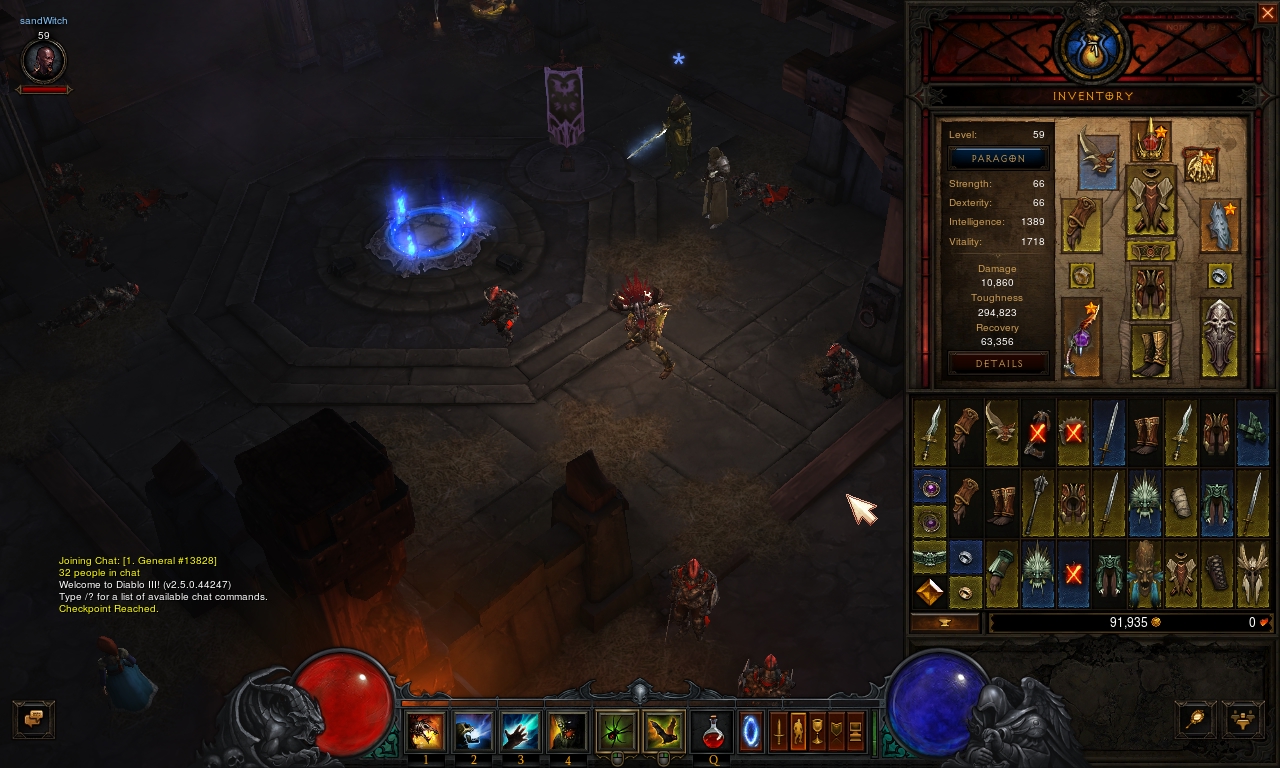 sandWitch
59
INVENTORY
Level: 59
PARAGON
Strength: 66
Dexterity: 66
Intelligence: 1389
Vitality: 1718
Damage
10,860
Toughness
294,823
Recovery
63,356
DETAILS
91,935
0
Joining Chat: [1. General #13828]
32 people in chat
Welcome to Diablo III! (v2.5.0.44247)
Type /? for a list of available chat commands.
Checkpoint Reached.
1 2 3 4 Q